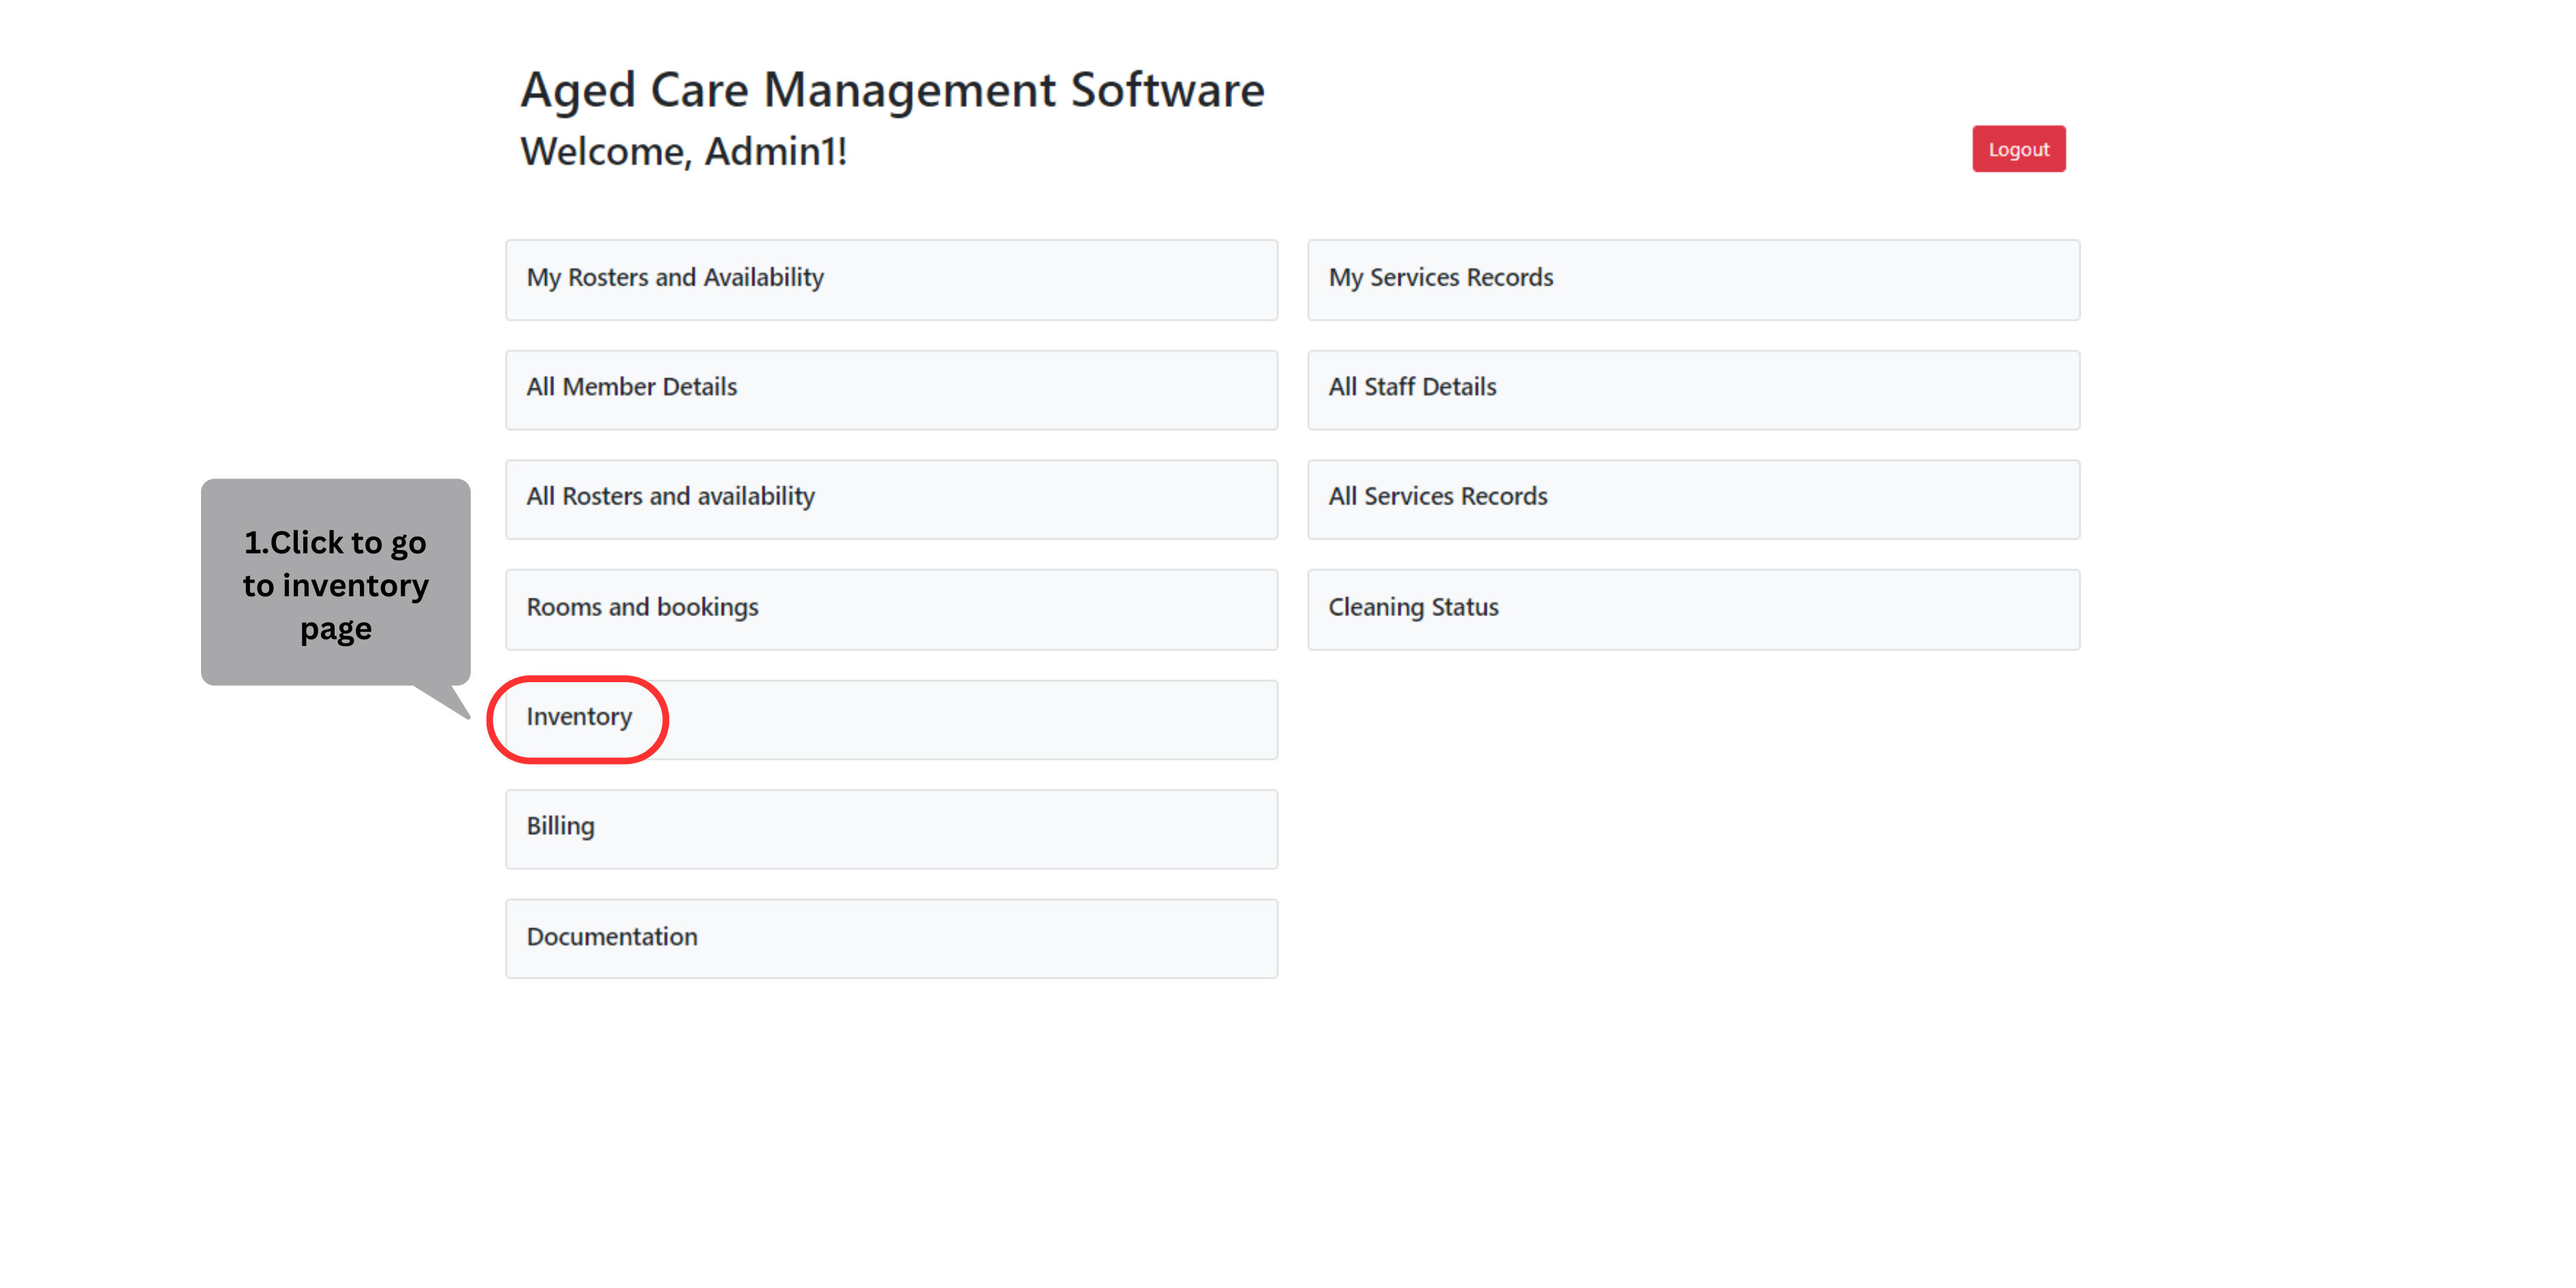 Aged Care Management Software
Welcome, Admin1!
Logout
My Rosters and Availability
My Services Records
All Member Details
All Staff Details
All Rosters and availability
All Services Records
1.Click to go
to inventory
page
Rooms and bookings
Cleaning Status
Inventory
Billing
Documentation